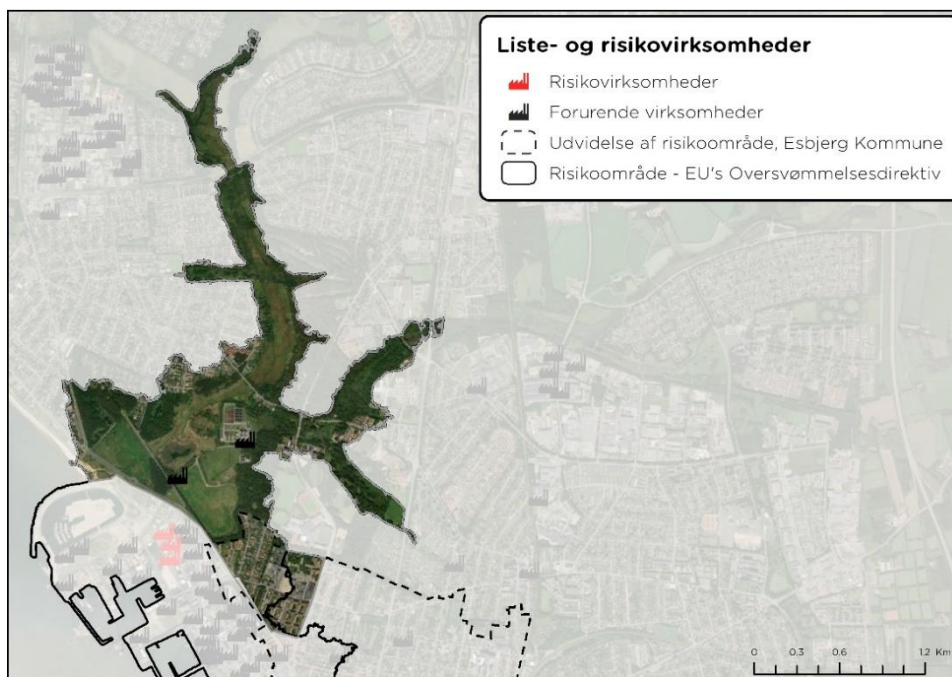 Liste- og risikovirksomheder
Risikovirksomheder
Forurende virksomheder
Udvidelse af risikoområde, Esbjerg Kommune
Risikoområde - EU's Oversvømmelsesdirektiv
0 0.3 0.6 1.2 Km